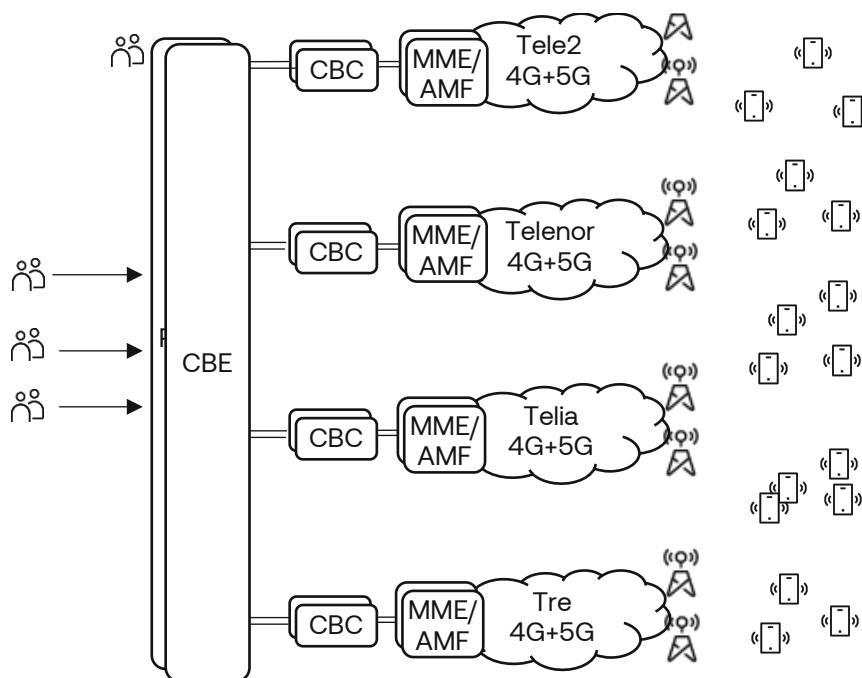 CBC
MME/
AMF
Tele2
4G+5G
CBC
MME/
AMF
Telenor
4G+5G
CBE
CBC
MME/
AMF
Telia
4G+5G
CBC
MME/
AMF
Tre
4G+5G